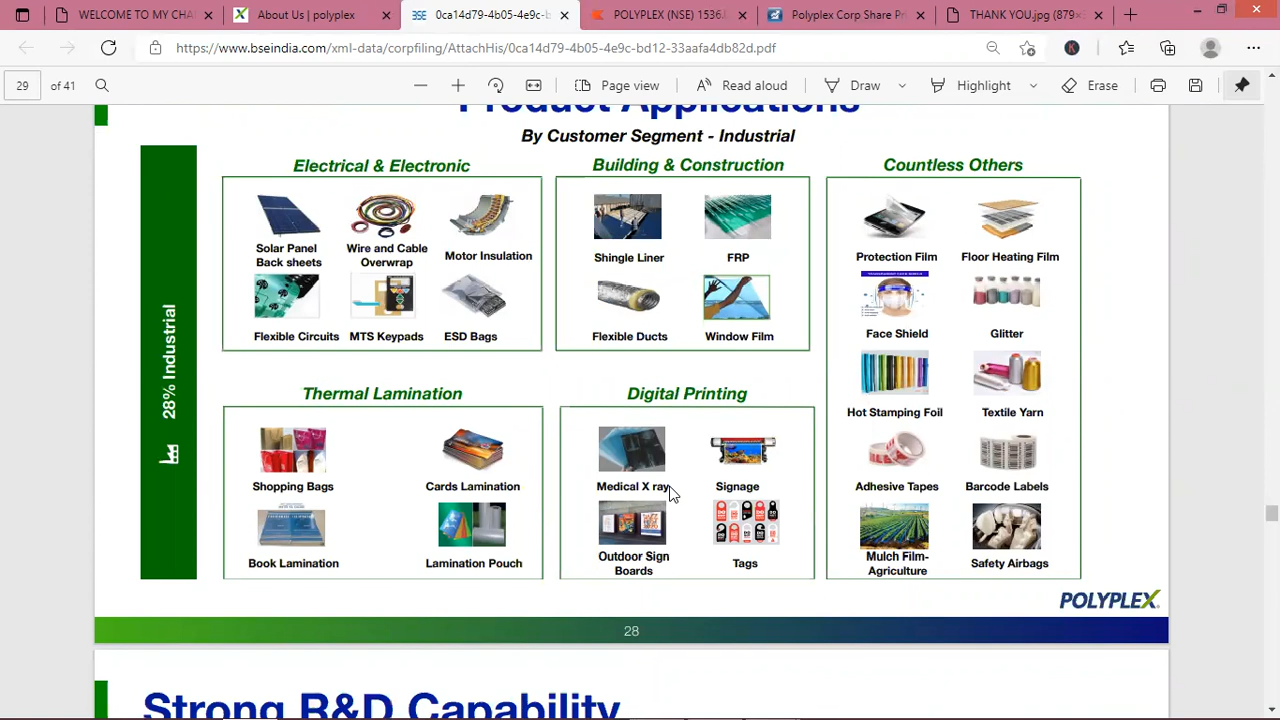 WELCOME TO MY CHA
About Us | polyplex
0ca14d79-4b05-4e9c-b
POLYPLEX (NSE) 1536.
Polyplex Corp Share Pr
THANK YOU.jpg (879×
https://www.bseindia.com/xml-data/corpfiling/AttachHis/0ca14d79-4b05-4e9c-bd12-33aafa4db82d.pdf
K
29 of 41
Page view
Read aloud
Draw
Highlight
Erase
Product Applications
By Customer Segment - Industrial
28% Industrial
Electrical & Electronic
Solar Panel Back sheets
Wire and Cable Overwrap
Motor Insulation
Flexible Circuits
MTS Keypads
ESD Bags
Building & Construction
Shingle Liner
FRP
Flexible Ducts
Window Film
Countless Others
Protection Film
Floor Heating Film
Face Shield
Glitter
Hot Stamping Foil
Textile Yarn
Adhesive Tapes
Barcode Labels
Mulch Film-
Agriculture
Safety Airbags
Thermal Lamination
Shopping Bags
Cards Lamination
Book Lamination
Lamination Pouch
Digital Printing
Medical X ray
Signage
Outdoor Sign
Boards
Tags
POLYPLEX
28
Strong R&D Capability